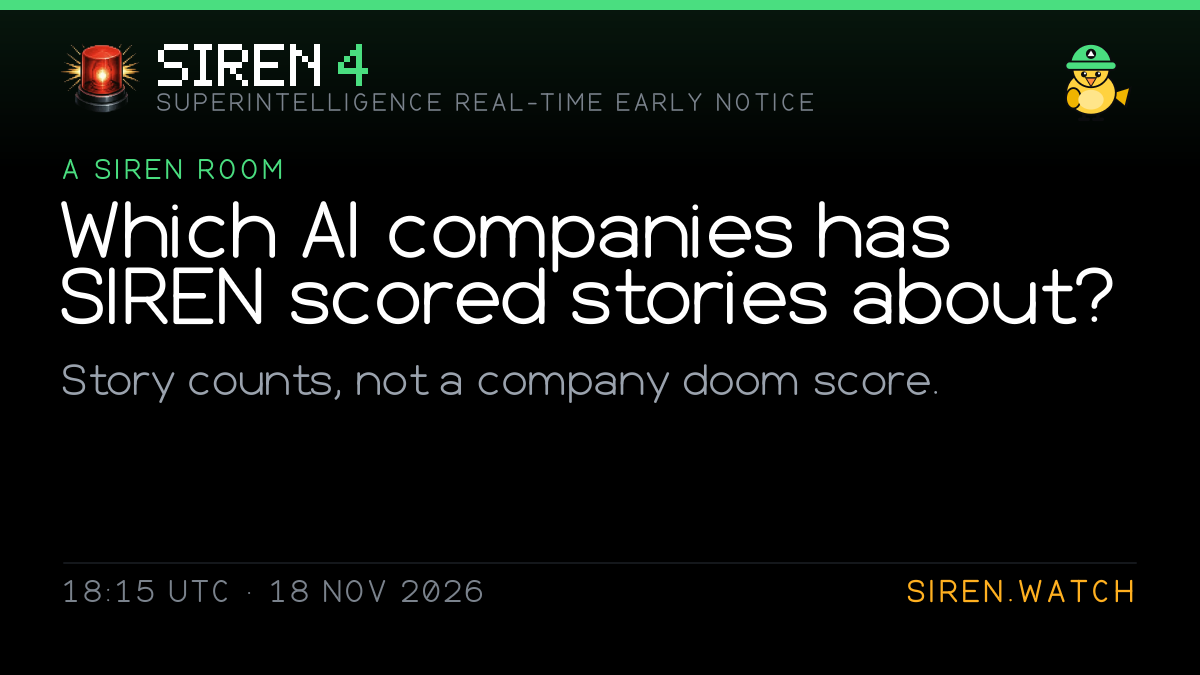 SIREN 4
SUPERINTELLIGENCE REAL-TIME EARLY NOTICE
A SIREN ROOM
Which AI companies has
SIREN scored stories about?
Story counts, not a company doom score.
18:15 UTC · 18 NOV 2026
SIREN.WATCH